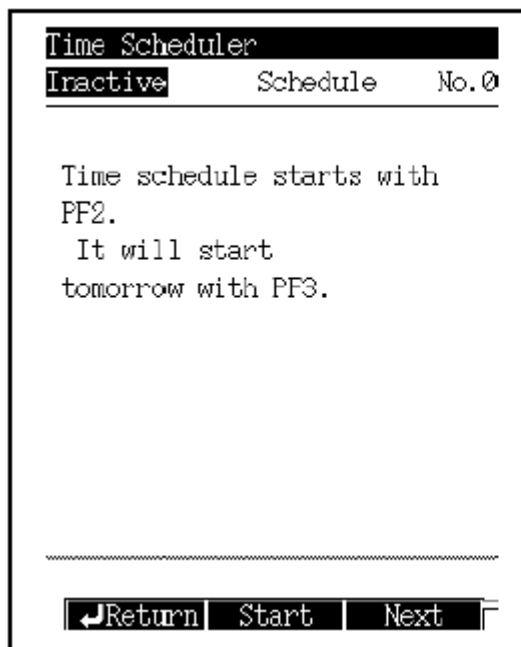 Time Scheduler
Inactive Schedule No.0
Time schedule starts with
PF2.
It will start
tomorrow with PF3.
↵Return Start Next